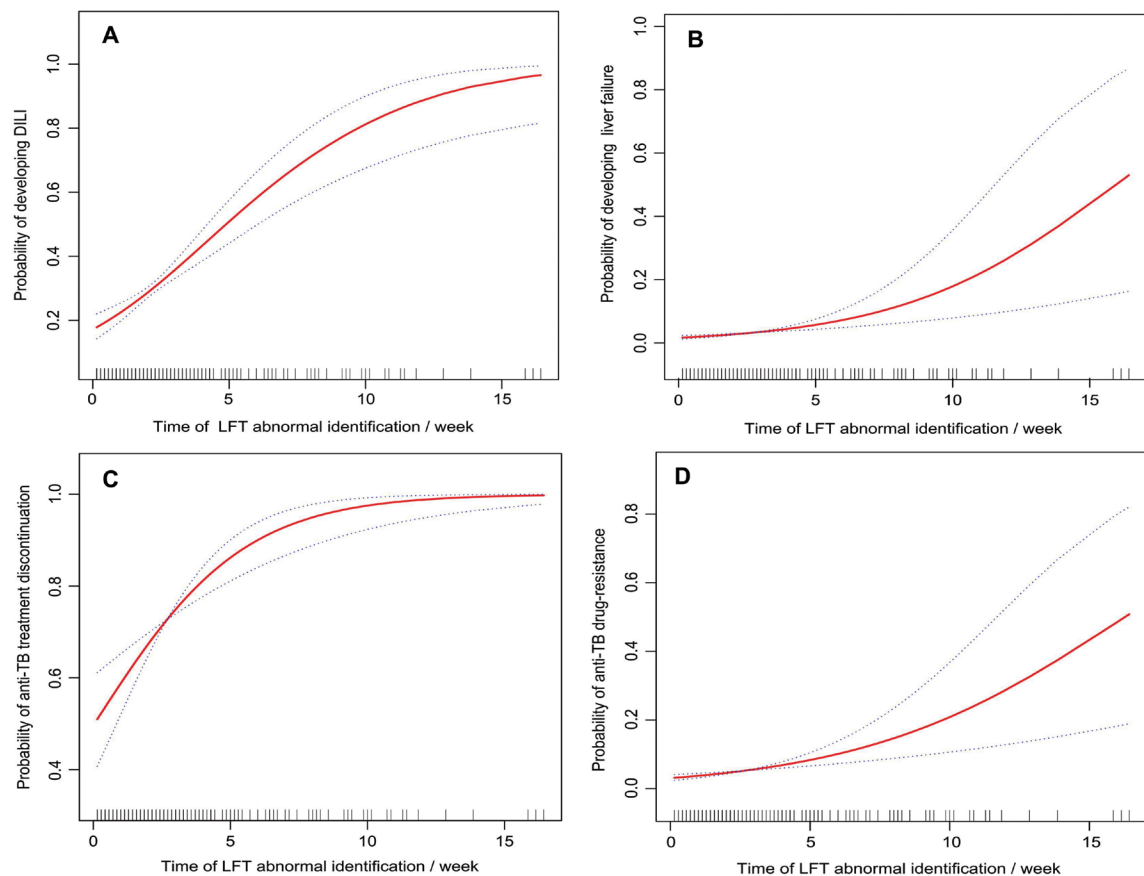 A
Probability of developing DILI
1.0
0.8
0.6
0.4
0.2
0 5 10 15
Time of LFT abnormal identification / week
B
Probability of developing liver failure
1.0
0.8
0.6
0.4
0.2
0.0
0 5 10 15
Time of LFT abnormal identification / week
C
Probability of anti-TB treatment discontinuation
1.0
0.8
0.6
0.4
0 5 10 15
Time of LFT abnormal identification / week
D
Probability of anti-TB drug-resistance
0.8
0.6
0.4
0.2
0.0
0 5 10 15
Time of LFT abnormal identification / week